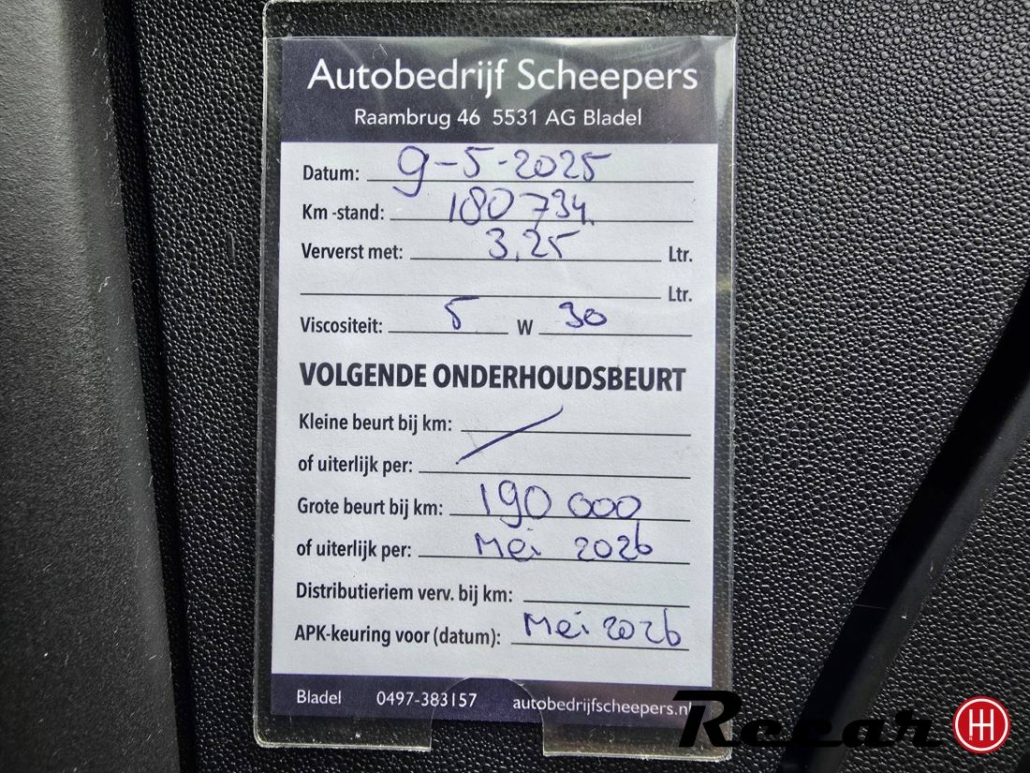 Autobedrijf Scheepers
Raambrug 46 5531 AG Bladel
Datum: 9-5-2025
Km -stand: 180 734.
Ververst met: 3,25 Ltr.
Ltr.
Viscositeit: 5 W 30
VOLGENDE ONDERHOUDSBEURT
Kleine beurt bij km:
of uiterlijk per:
Grote beurt bij km: 190 000
of uiterlijk per: Mei 2026
Distributieriem verv. bij km:
APK-keuring voor (datum): Mei 2026
Bladel 0497-383157 autobedrijfscheepers.nl
Recar H